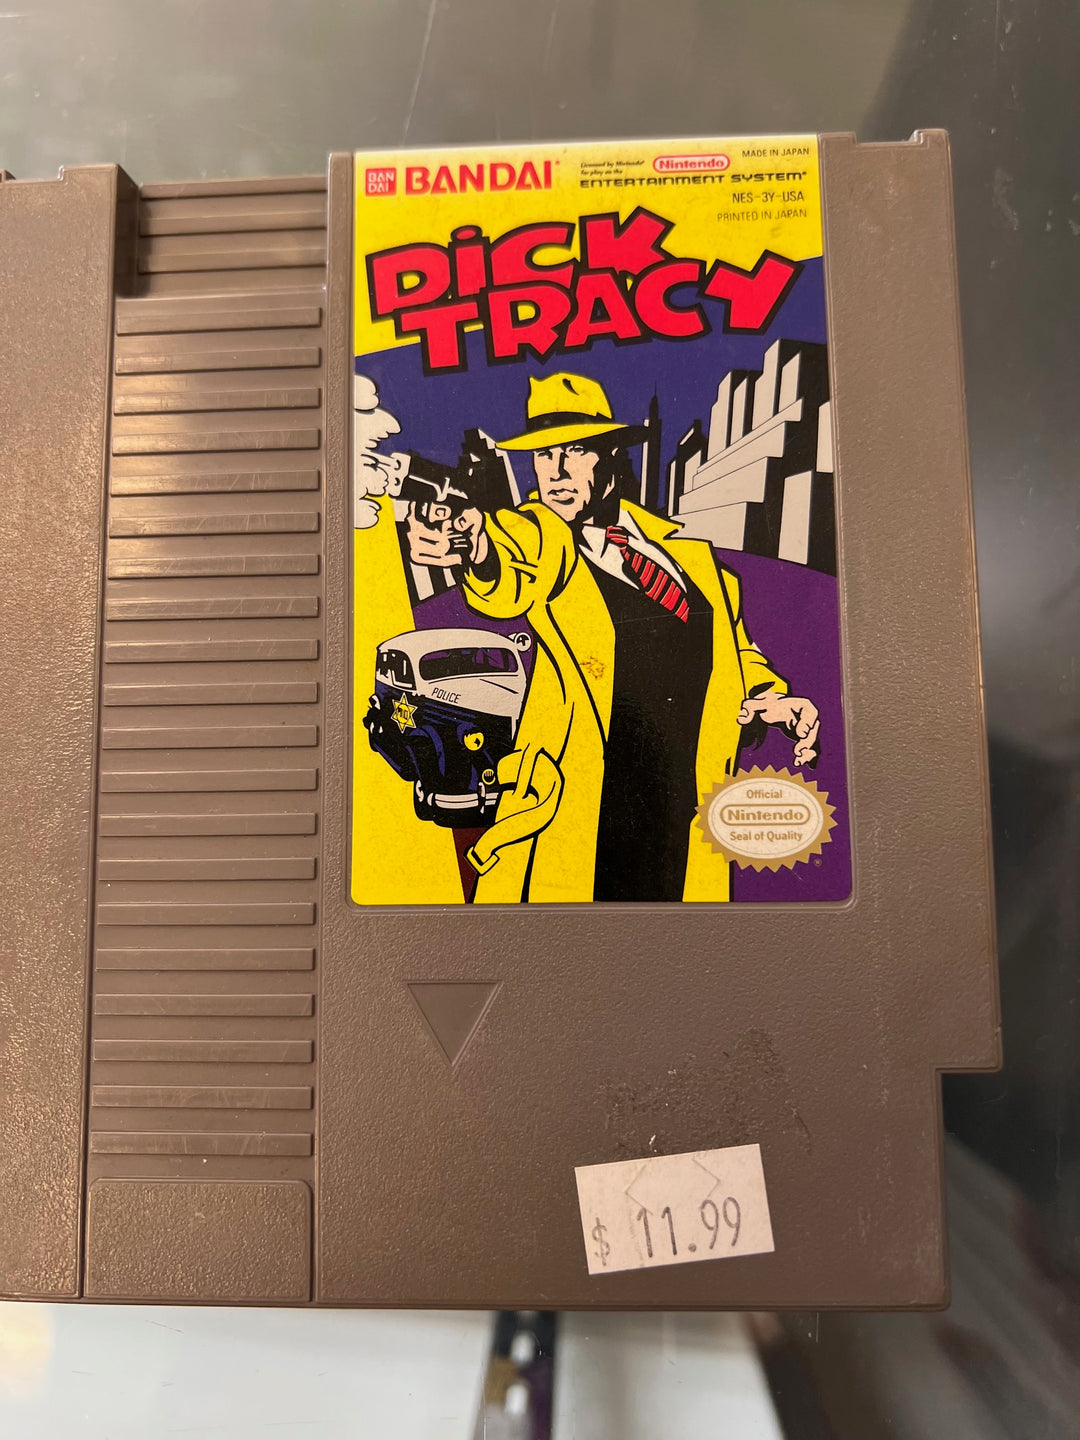 BAN
DAI
BANDAI
Licensed by Nintendo®
for play on the
Nintendo
ENTERTAINMENT SYSTEM®
MADE IN JAPAN
NES-3Y-USA
PRINTED IN JAPAN
DiCK
TRACY
POLICE
Official
Nintendo
Seal of Quality
®
$ 11.99